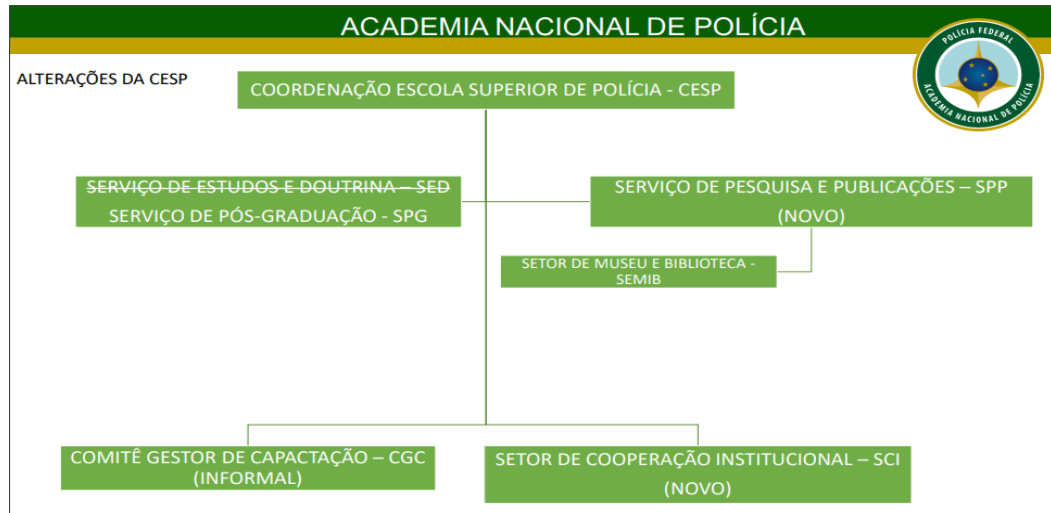 ACADEMIA NACIONAL DE POLÍCIA
POLÍCIA FEDERAL
ACADEMIA NACIONAL DE POLÍCIA
ALTERAÇÕES DA CESP
COORDENAÇÃO ESCOLA SUPERIOR DE POLÍCIA - CESP
SERVIÇO DE ESTUDOS E DOUTRINA – SED
SERVIÇO DE PÓS-GRADUAÇÃO - SPG
SERVIÇO DE PESQUISA E PUBLICAÇÕES – SPP
(NOVO)
SETOR DE MUSEU E BIBLIOTECA -
SEMIB
COMITÊ GESTOR DE CAPACTAÇÃO – CGC
(INFORMAL)
SETOR DE COOPERAÇÃO INSTITUCIONAL – SCI
(NOVO)